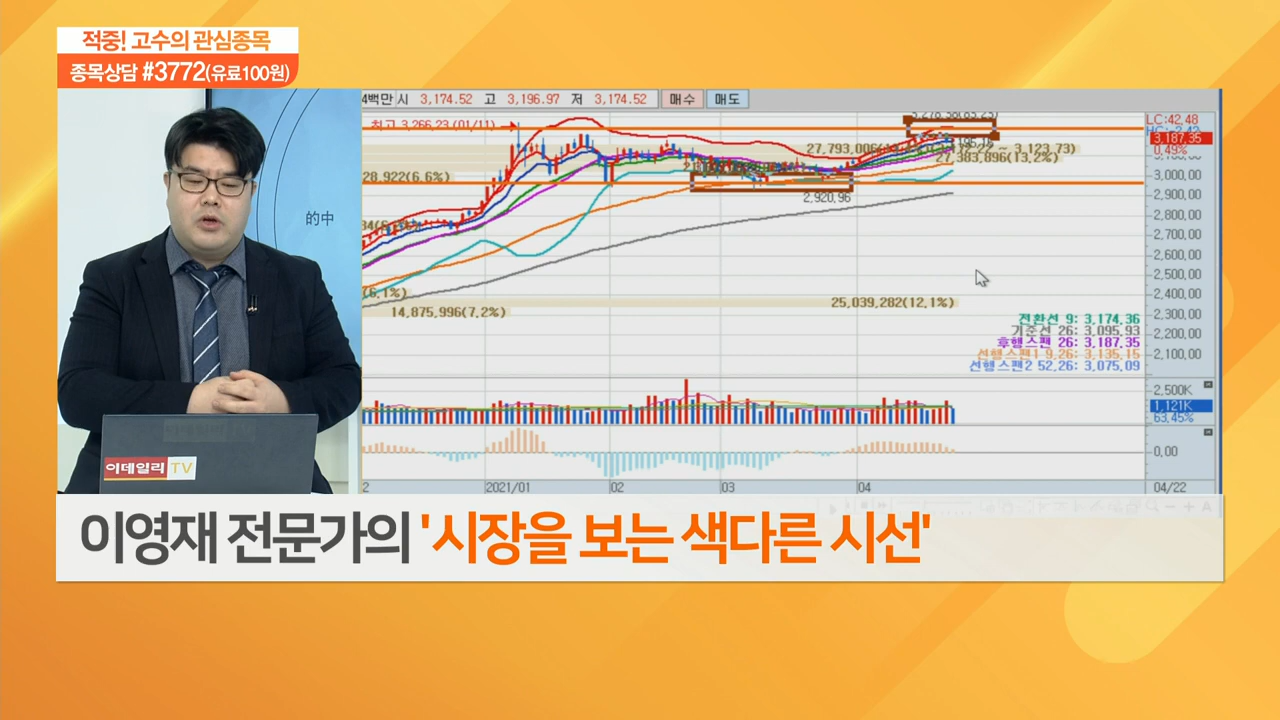 적중! 고수의 관심종목
종목상담 #3772(유료100원)
4백만 시 3,174.52 고 3,196.97 저 3,174.52 매수 매도
최고 3,266,23 (01/11)
LC:42,48
3,187,35
0,49%
27,383,896(13,2%)
28,922(6,6%)
3,000,00
2,900,00
2,920,96
2,800,00
的中
2,700,00
2,600,00
2,500,00
2,400,00
25,039,282(12,1%)
14,875,996(7,2%)
2,300,00
2,200,00
2,100,00
전환선 9: 3,174,36
기준선 26: 3,095,93
후행스팬 26: 3,187,35
선행스팬1 9,26: 3,135,15
선행스팬2 52,26: 3,075,09
2,500K
1,121K
63,45%
0,00
2 2021/01 02 03 04 04/22
이데일리 TV
이영재 전문가의 '시장을 보는 색다른 시선'